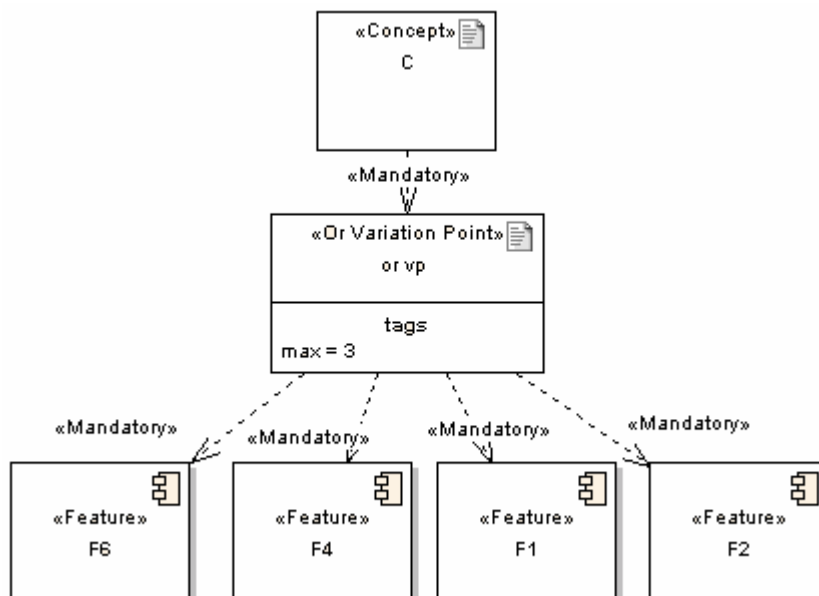 «Concept»
C
«Mandatory»
«Or Variation Point»
or vp
tags
max = 3
«Mandatory»
«Mandatory»
«Mandatory»
«Mandatory»
«Feature»
F6
«Feature»
F4
«Feature»
F1
«Feature»
F2